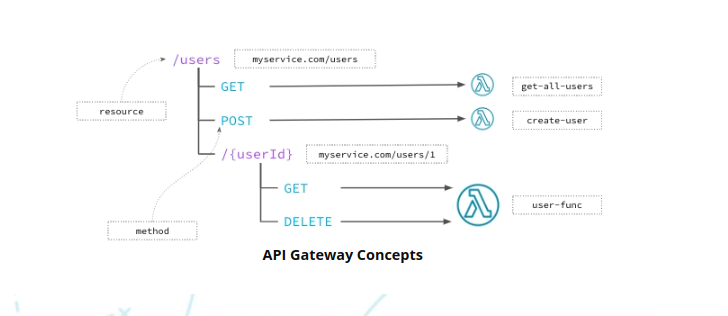 /users
myservice.com/users
GET
get-all-users
resource
POST
create-user
/{userId}
myservice.com/users/1
GET
user-func
DELETE
method
API Gateway Concepts